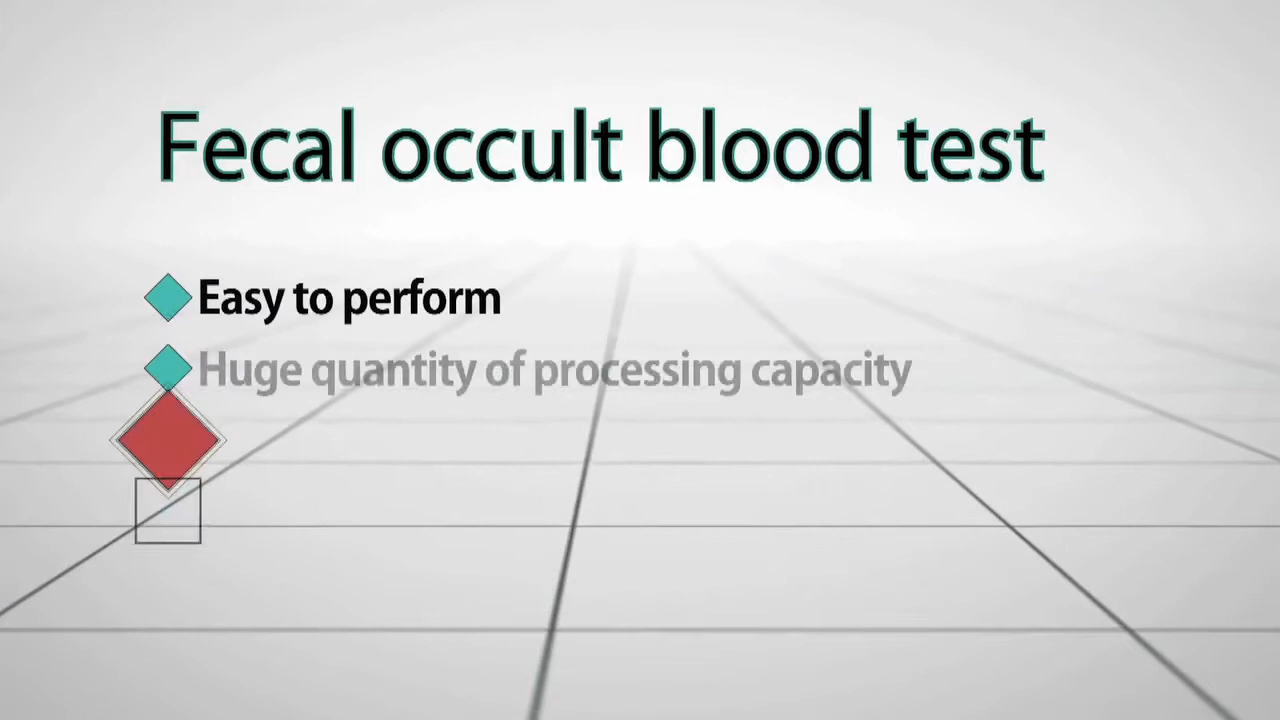 Fecal occult blood test
Easy to perform
Huge quantity of processing capacity